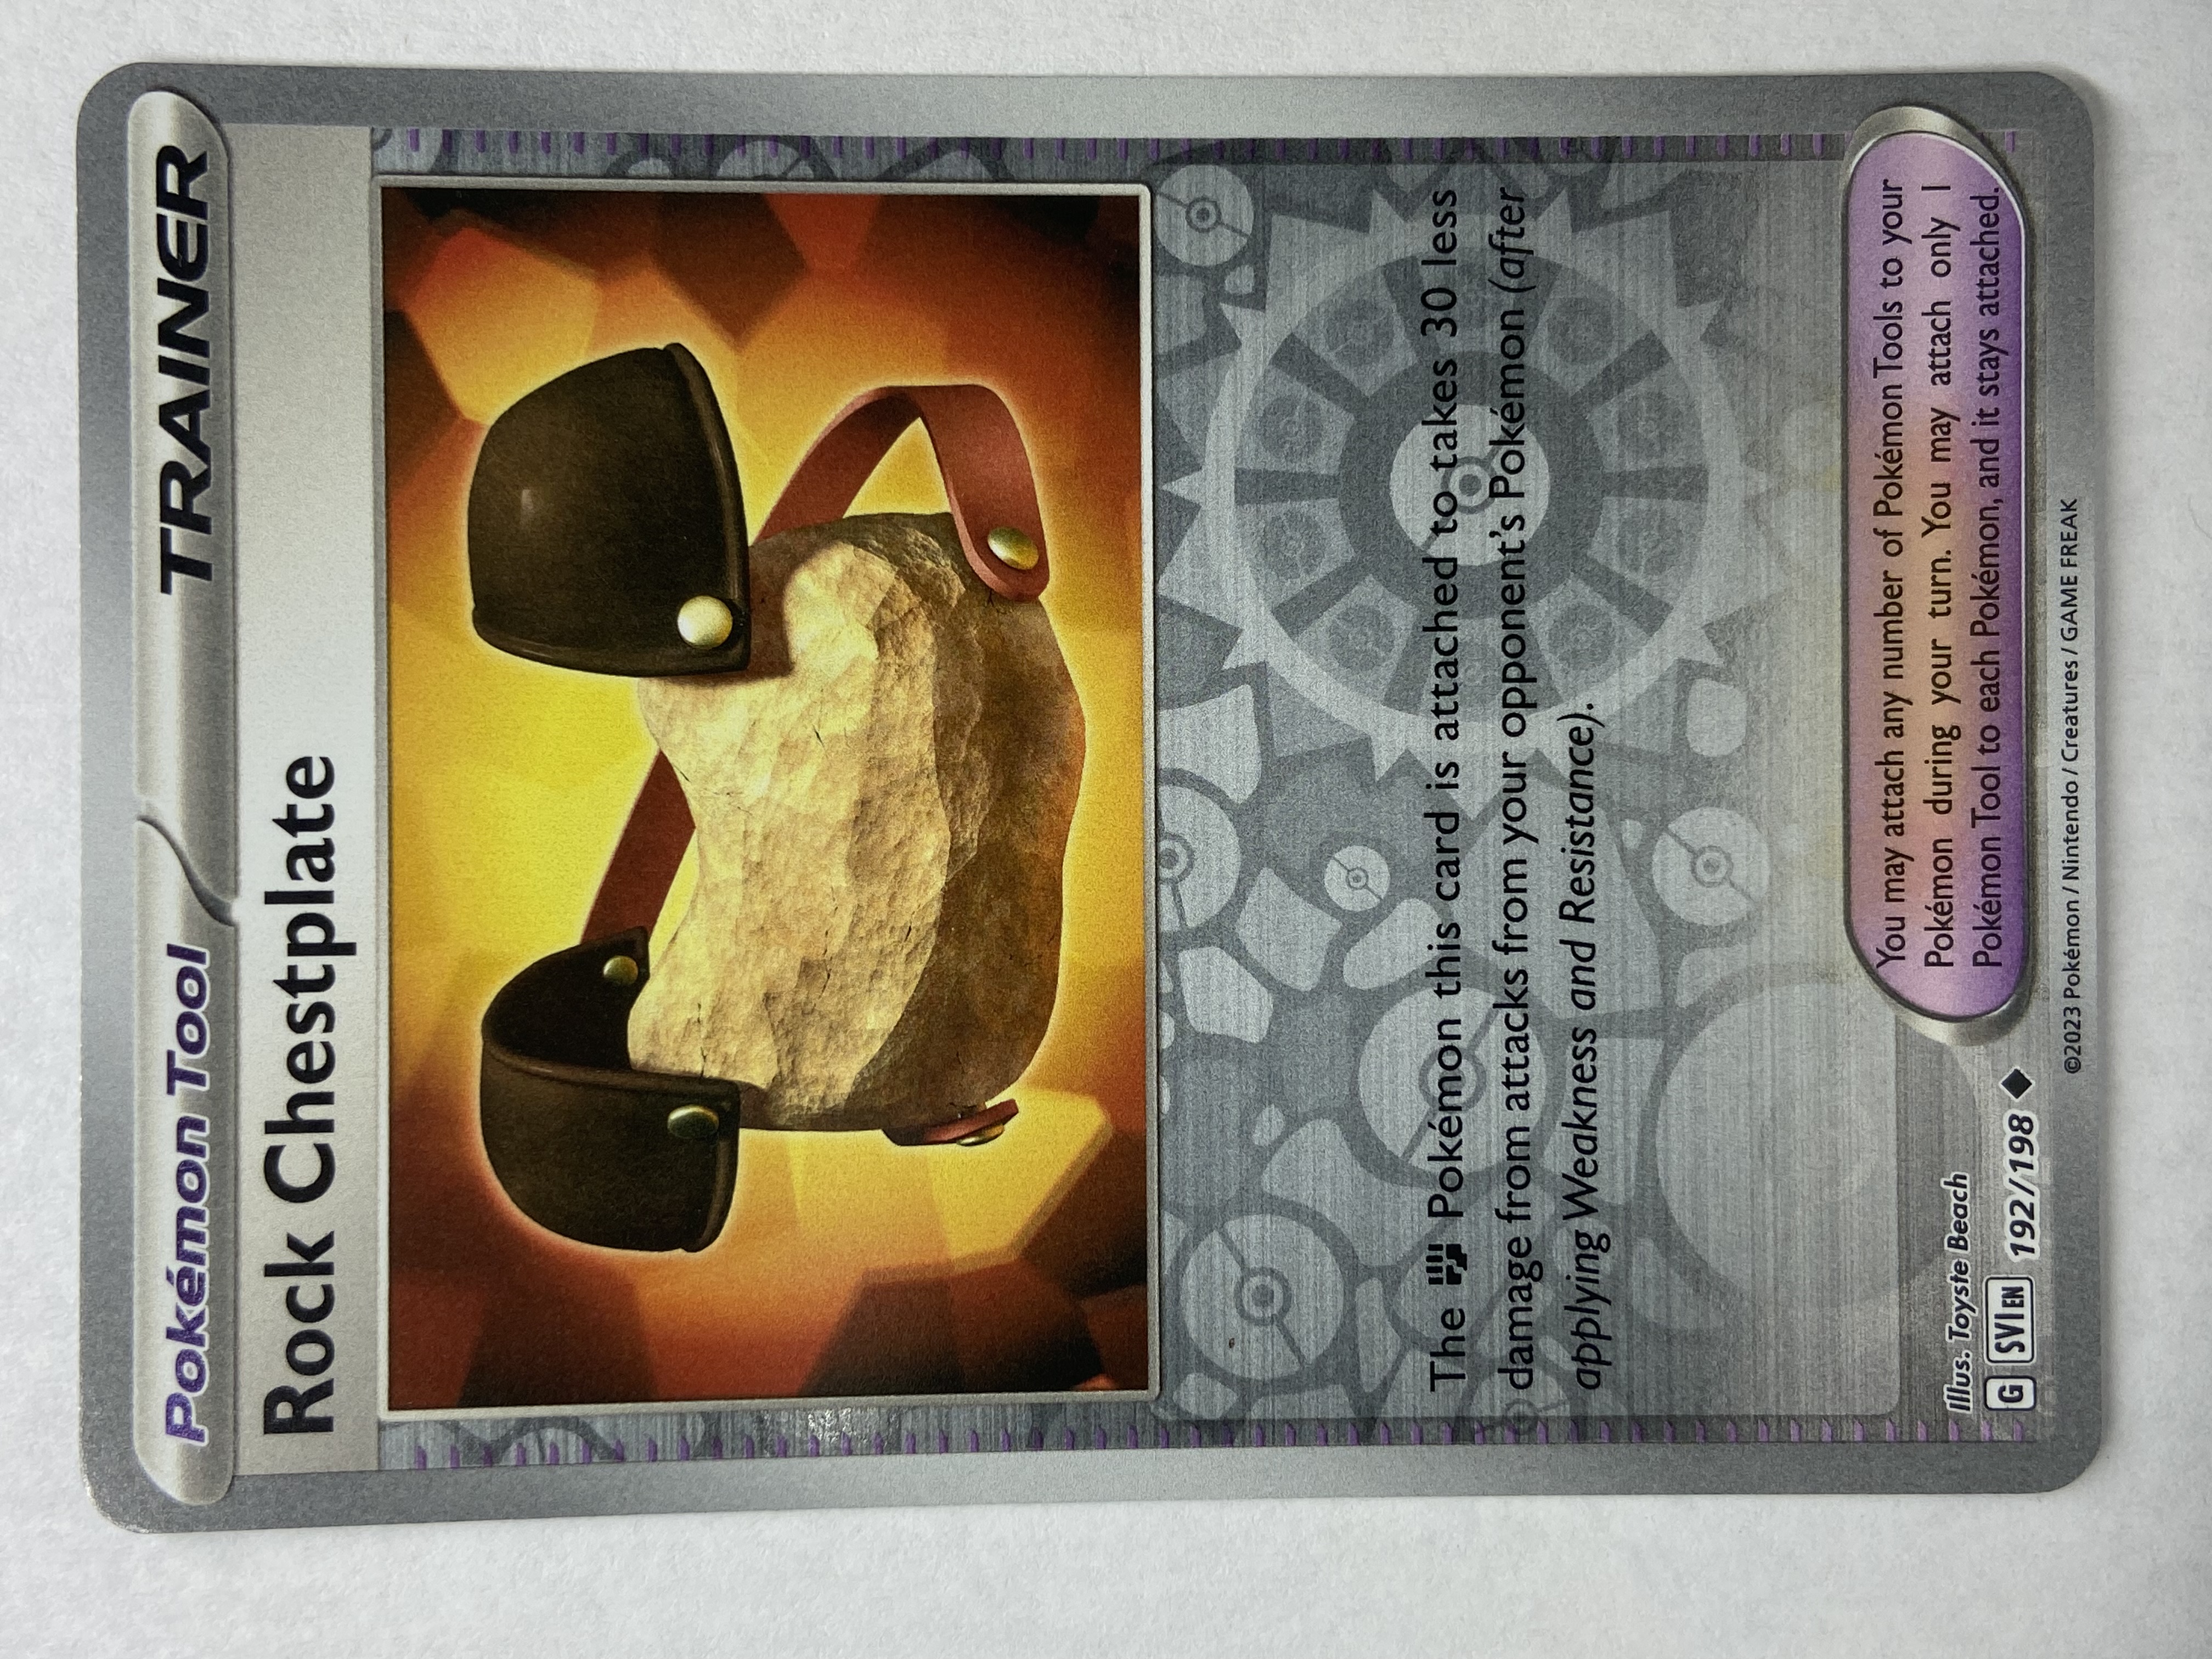 Pokémon Tool
TRAINER
Rock Chestplate
The Pokémon this card is attached to takes 30 less
damage from attacks from your opponent's Pokémon (after
applying Weakness and Resistance).
You may attach any number of Pokémon Tools to your
Pokémon during your turn. You may attach only 1
Pokémon Tool to each Pokémon, and it stays attached.
Illus. Toyste Beach
G SVI EN 192/198
©2023 Pokémon / Nintendo / Creatures / GAME FREAK